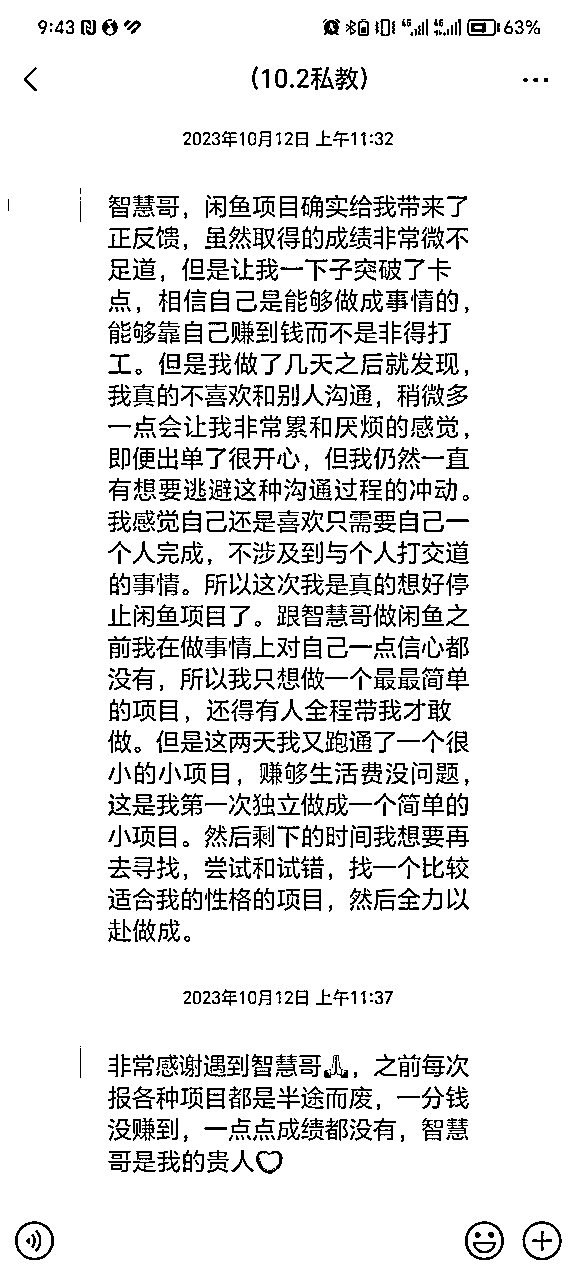 9:43 63%
(10.2私教)
2023年10月12日 上午11:32
智慧哥，闲鱼项目确实给我带来了
正反馈，虽然取得的成绩非常微不
足道，但是让我一下子突破了卡
点，相信自己是能够做成事情的，
能够靠自己赚到钱而不是非得打
工。但是我做了几天之后就发现，
我真的不喜欢和别人沟通，稍微多
一点会让我非常累和厌烦的感觉，
即便出单了很开心，但我仍然一直
有想要逃避这种沟通过程的冲动。
我感觉自己还是喜欢只需要自己一
个人完成，不涉及到与个人打交道
的事情。所以这次我是真的想好停
止闲鱼项目了。跟智慧哥做闲鱼之
前我在做事情上对自己一点信心都
没有，所以我只想做一个最最简单
的项目，还得有人全程带我才敢
做。但是这两天我又跑通了一个很
小的小项目，赚够生活费没问题，
这是我第一次独立做成一个简单的
小项目。然后剩下的时间我想要再
去寻找，尝试和试错，找一个比较
适合我的性格的项目，然后全力以
赴做成。
2023年10月12日 上午11:37
非常感谢遇到智慧哥🙏，之前每次
报各种项目都是半途而废，一分钱
没赚到，一点点成绩都没有，智慧
哥是我的贵人♡